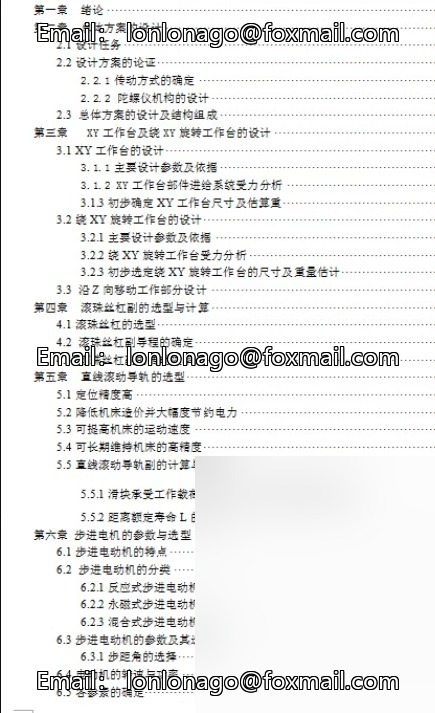 第一章 绪论
Email：lonlonago@foxmail.com
2.1 设计任务
2.2 设计方案的论证
2.2.1 传动方式的确定
2.2.2 陀螺仪机构的设计
2.3 总体方案的设计及结构组成
第三章 XY 工作台及绕 XY 旋转工作台的设计
3.1 XY 工作台的设计
3.1.1 主要设计参数及依据
3.1.2 XY 工作台部件进给系统受力分析
3.1.3 初步确定 XY 工作台尺寸及估算重
3.2 绕 XY 旋转工作台的设计
3.2.1 主要设计参数及依据
3.2.2 绕 XY 旋转工作台受力分析
3.2.3 初步选定绕 XY 旋转工作台的尺寸及重量估计
3.3 沿 Z 向移动工作部分设计
第四章 滚珠丝杠副的选型与计算
4.1 滚珠丝杠的选型
4.2 滚珠丝杠副导程的确定
Email：lonlonago@foxmail.com
第五章 直线滚动导轨的选型
5.1 定位精度高
5.2 降低机床造价并大幅度节约电力
5.3 可提高机床的运动速度
5.4 可长期维持机床的高精度
5.5 直线滚动导轨副的计算
5.5.1 滑块承受工作载
5.5.2 距离额定寿命 L
第六章 步进电机的参数与选型
6.1 步进电动机的特点
6.2 步进电动机的分类
6.2.1 反应式步进电动
6.2.2 永磁式步进电动
6.2.3 混合式步进电动
6.3 步进电动机的参数及其
6.3.1 步距角的选择
Email：lonlonago@foxmail.com
6.5 各参数的确定